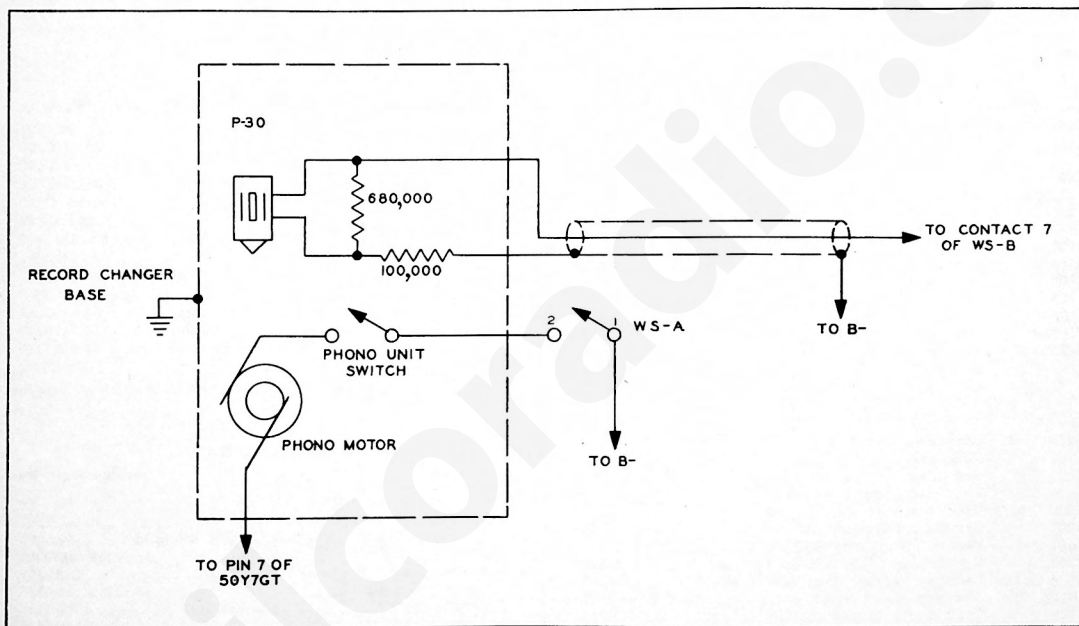 P-30
680,000
100,000
TO CONTACT 7
OF WS-B
RECORD CHANGER
BASE
TO B-
2
1
WS-A
PHONO UNIT
SWITCH
PHONO MOTOR
TO B-
TO PIN 7 OF
50Y7GT
ilcoradio.c